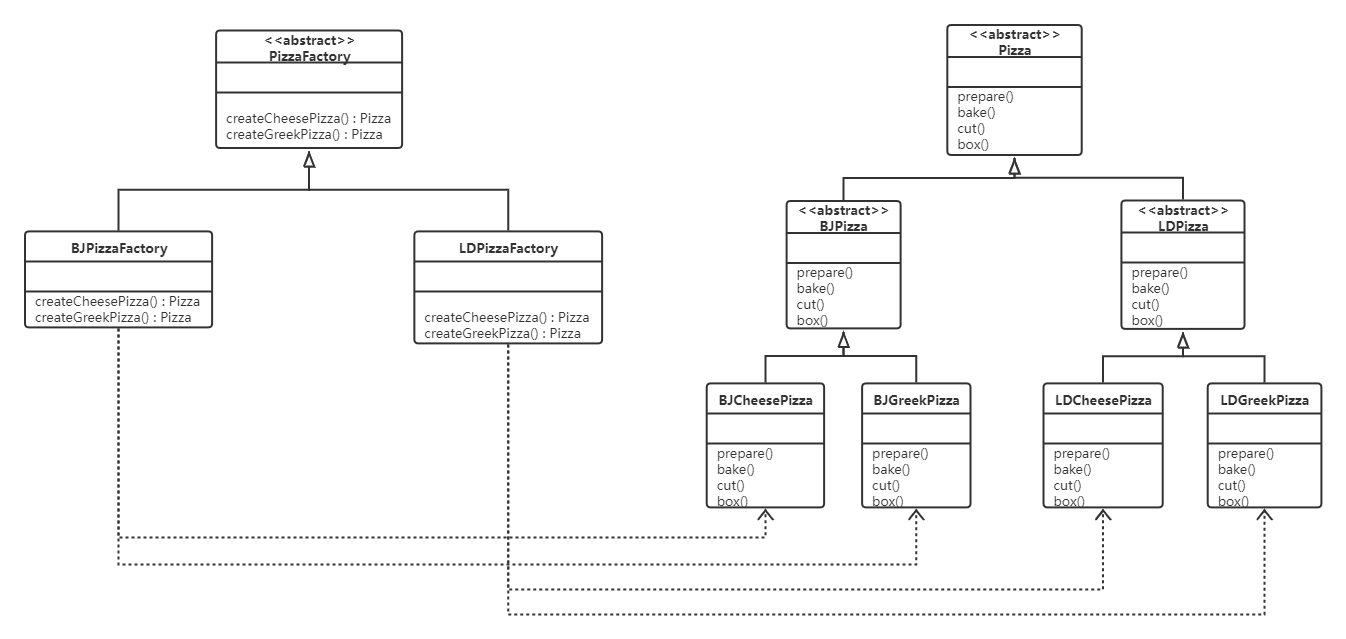 <<abstract>>
PizzaFactory
createCheesePizza() : Pizza
createGreekPizza() : Pizza
BJPizzaFactory
createCheesePizza() : Pizza
createGreekPizza() : Pizza
LDPizzaFactory
createCheesePizza() : Pizza
createGreekPizza() : Pizza
<<abstract>>
Pizza
prepare()
bake()
cut()
box()
<<abstract>>
BJPizza
prepare()
bake()
cut()
box()
<<abstract>>
LDPizza
prepare()
bake()
cut()
box()
BJCheesePizza
prepare()
bake()
cut()
box()
BJGreekPizza
prepare()
bake()
cut()
box()
LDCheesePizza
prepare()
bake()
cut()
box()
LDGreekPizza
prepare()
bake()
cut()
box()